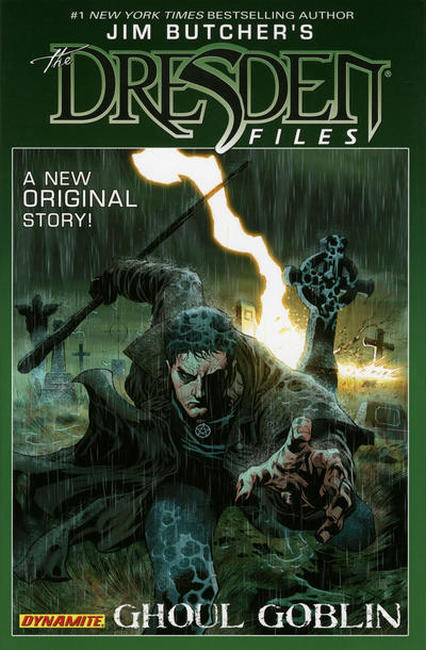 #1 NEW YORK TIMES BESTSELLING AUTHOR
JIM BUTCHER'S
The
DRESDEN®
FILES
A NEW
ORIGINAL
STORY!
DYNAMITE® GHOUL GOBLIN